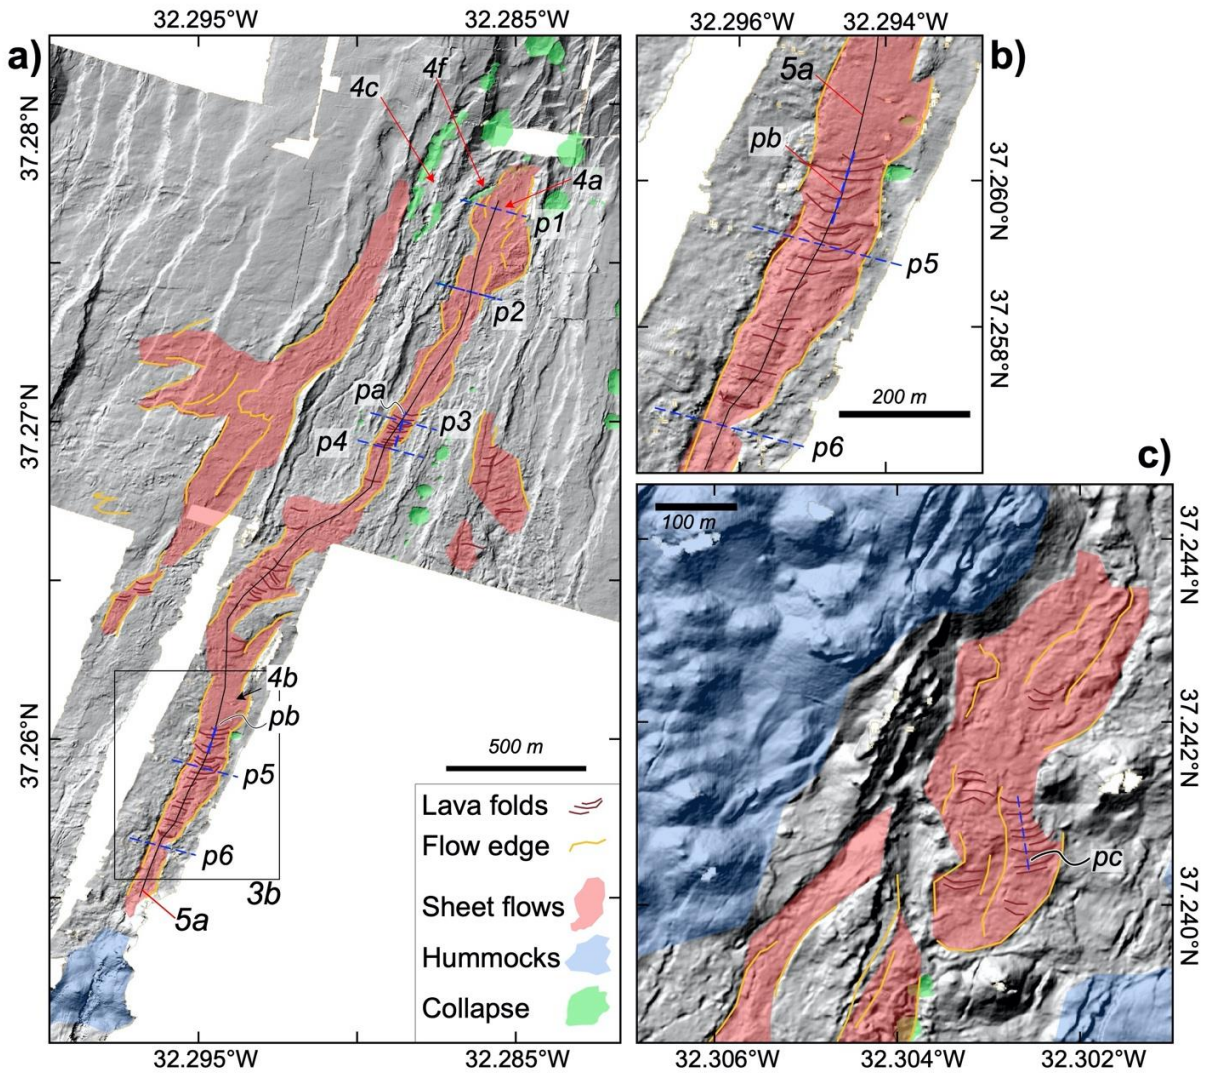 32.295°W
32.285°W
a)
4c
4f
37.28°N
4a
p1
p2
pa
p3
p4
37.27°N
4b
pb
37.26°N
p5
p6
3b
5a
500 m
Lava folds
Flow edge
Sheet flows
Hummocks
Collapse
32.295°W
32.285°W
32.296°W
32.294°W
b)
5a
pb
37.260°N
p5
37.258°N
200 m
p6
c)
100 m
37.244°N
37.242°N
pc
37.240°N
32.306°W
32.304°W
32.302°W